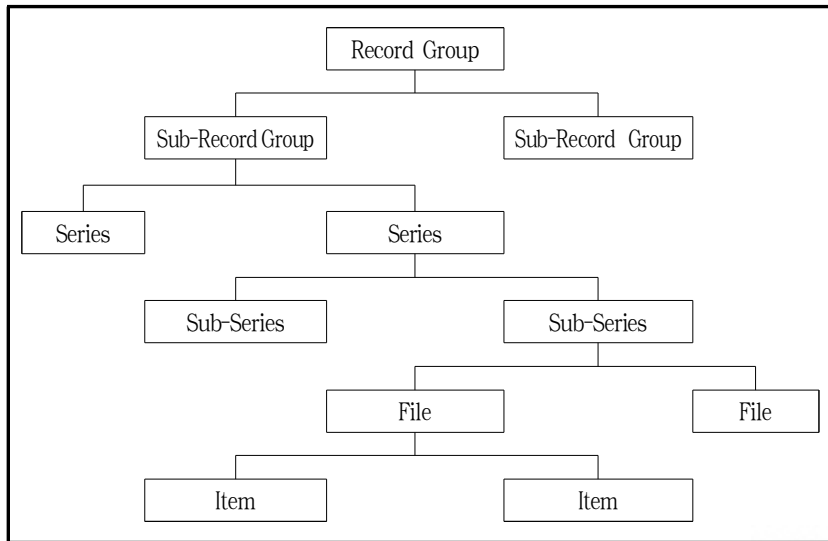 Record Group
Sub-Record Group Sub-Record Group
Series Series
Sub-Series Sub-Series
File File
Item Item